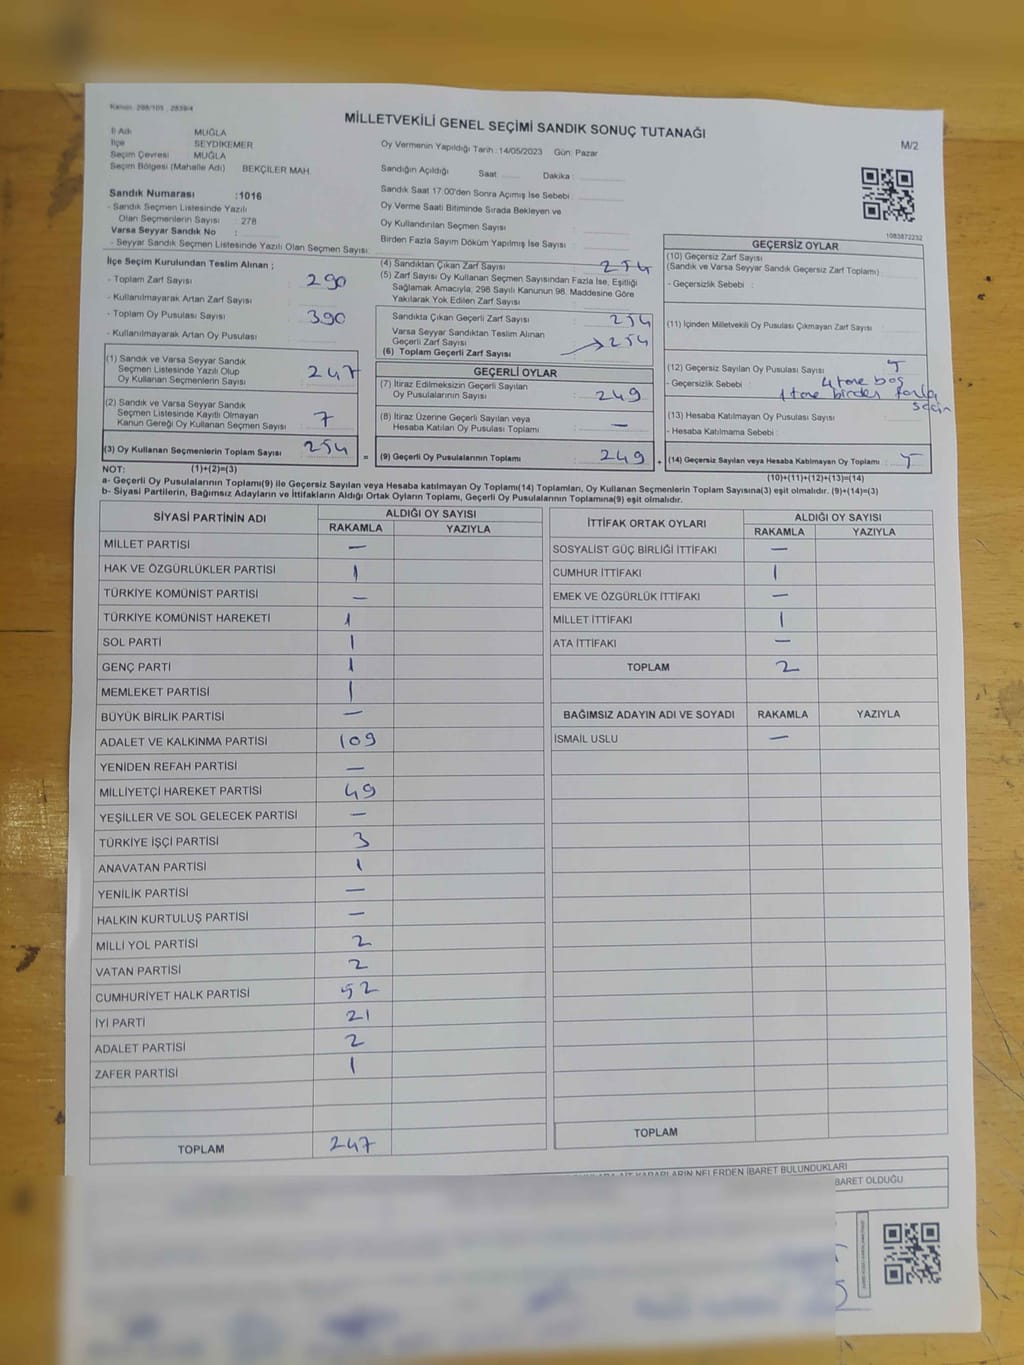 Kanun: 298/105 , 2839/4
MİLLETVEKİLİ GENEL SEÇİMİ SANDIK SONUÇ TUTANAĞI
M/2
İl Adı MUĞLA
İlçe SEYDİKEMER
Seçim Çevresi MUĞLA
Seçim Bölgesi (Mahalle Adı) BEKÇİLER MAH.
Sandık Numarası :1016
- Sandık Seçmen Listesinde Yazılı
Olan Seçmenlerin Sayısı : 278
Varsa Seyyar Sandık No :
- Seyyar Sandık Seçmen Listesinde Yazılı Olan Seçmen Sayısı:
Oy Vermenin Yapıldığı Tarih :14/05/2023 Gün: Pazar
Sandığın Açıldığı Saat Dakika :
Sandık Saat 17:00'den Sonra Açımış İse Sebebi :
Oy Verme Saati Bitiminde Sırada Bekleyen ve
Oy Kullandırılan Seçmen Sayısı :
Birden Fazla Sayım Döküm Yapılmış İse Sayısı :
1083872232
İlçe Seçim Kurulundan Teslim Alınan ;
- Toplam Zarf Sayısı : 290
- Kullanılmayarak Artan Zarf Sayısı :
- Toplam Oy Pusulası Sayısı : 390
- Kullanılmayarak Artan Oy Pusulası :
(1) Sandık ve Varsa Seyyar Sandık
Seçmen Listesinde Yazılı Olup
Oy Kullanan Seçmenlerin Sayısı : 247
(2) Sandık ve Varsa Seyyar Sandık
Seçmen Listesinde Kayıtlı Olmayan
Kanun Gereği Oy Kullanan Seçmen Sayısı : 7
(3) Oy Kullanan Seçmenlerin Toplam Sayısı : 254
(4) Sandıktan Çıkan Zarf Sayısı : 254
(5) Zarf Sayısı Oy Kullanan Seçmen Sayısından Fazla İse, Eşitliği
Sağlamak Amacıyla, 298 Sayılı Kanunun 98. Maddesine Göre
Yakılarak Yok Edilen Zarf Sayısı :
Sandıkta Çıkan Geçerli Zarf Sayısı : 254
Varsa Seyyar Sandıktan Teslim Alınan
Geçerli Zarf Sayısı : 254
(6) Toplam Geçerli Zarf Sayısı
GEÇERLİ OYLAR
(7) İtiraz Edilmeksizin Geçerli Sayılan
Oy Pusulalarının Sayısı : 249
(8) İtiraz Üzerine Geçerli Sayılan veya
Hesaba Katılan Oy Pusulası Toplamı : —
= (9) Geçerli Oy Pusulalarının Toplamı : 249
GEÇERSİZ OYLAR
(10) Geçersiz Zarf Sayısı
(Sandık ve Varsa Seyyar Sandık Geçersiz Zarf Toplamı) :
- Geçersizlik Sebebi :
(11) İçinden Milletvekili Oy Pusulası Çıkmayan Zarf Sayısı :
(12) Geçersiz Sayılan Oy Pusulası Sayısı : 5
- Geçersizlik Sebebi : 4 tane boş
1 tane birden fazla
seçim
(13) Hesaba Katılmayan Oy Pusulası Sayısı :
- Hesaba Katılmama Sebebi :
+ (14) Geçersiz Sayılan veya Hesaba Katılmayan Oy Toplamı : 5
NOT: (1)+(2)=(3)
(10)+(11)+(12)+(13)=(14)
a- Geçerli Oy Pusulalarının Toplamı(9) ile Geçersiz Sayılan veya Hesaba katılmayan Oy Toplamı(14) Toplamları, Oy Kullanan Seçmenlerin Toplam Sayısına(3) eşit olmalıdır. (9)+(14)=(3)
b- Siyasi Partilerin, Bağımsız Adayların ve İttifakların Aldığı Ortak Oyların Toplamı, Geçerli Oy Pusulalarının Toplamına(9) eşit olmalıdır.
SİYASİ PARTİNİN ADI ALDIĞI OY SAYISI
RAKAMLA YAZIYLA
MİLLET PARTİSİ —
HAK VE ÖZGÜRLÜKLER PARTİSİ 1
TÜRKİYE KOMÜNİST PARTİSİ —
TÜRKİYE KOMÜNİST HAREKETİ 1
SOL PARTİ 1
GENÇ PARTİ 1
MEMLEKET PARTİSİ 1
BÜYÜK BİRLİK PARTİSİ —
ADALET VE KALKINMA PARTİSİ 109
YENİDEN REFAH PARTİSİ —
MİLLİYETÇİ HAREKET PARTİSİ 49
YEŞİLLER VE SOL GELECEK PARTİSİ —
TÜRKİYE İŞÇİ PARTİSİ 3
ANAVATAN PARTİSİ 1
YENİLİK PARTİSİ —
HALKIN KURTULUŞ PARTİSİ —
MİLLİ YOL PARTİSİ 2
VATAN PARTİSİ 2
CUMHURİYET HALK PARTİSİ 52
İYİ PARTİ 21
ADALET PARTİSİ 2
ZAFER PARTİSİ 1
TOPLAM 247
İTTİFAK ORTAK OYLARI ALDIĞI OY SAYISI
RAKAMLA YAZIYLA
SOSYALİST GÜÇ BİRLİĞİ İTTİFAKI —
CUMHUR İTTİFAKI 1
EMEK VE ÖZGÜRLÜK İTTİFAKI —
MİLLET İTTİFAKI 1
ATA İTTİFAKI —
TOPLAM 2
BAĞIMSIZ ADAYIN ADI VE SOYADI RAKAMLA YAZIYLA
İSMAİL USLU —
TOPLAM
KARARLARIN NELERDEN İBARET BULUNDUKLARI
BARET OLDUĞU